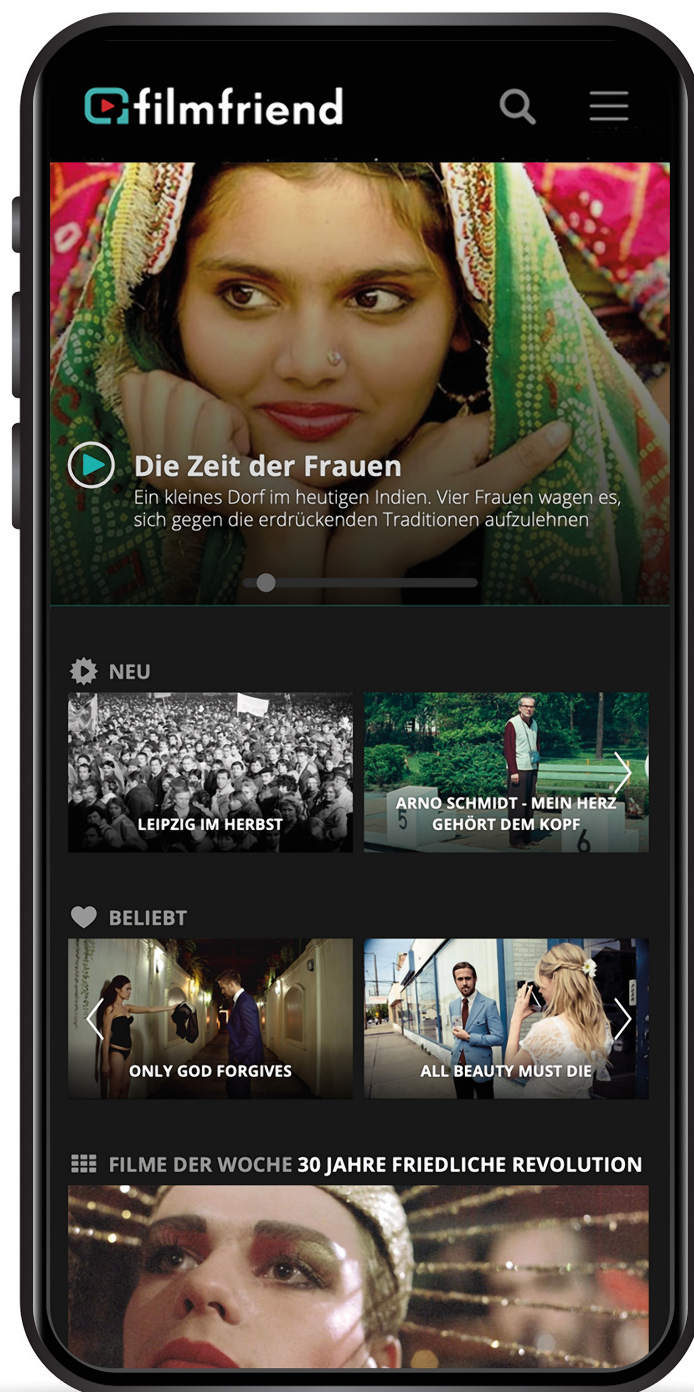 filmfriend
Die Zeit der Frauen
Ein kleines Dorf im heutigen Indien. Vier Frauen wagen es,
sich gegen die erdrückenden Traditionen aufzulehnen
NEU
LEIPZIG IM HERBST
5
6
ARNO SCHMIDT - MEIN HERZ
GEHÖRT DEM KOPF
BELIEBT
ONLY GOD FORGIVES
ALL BEAUTY MUST DIE
FILME DER WOCHE 30 JAHRE FRIEDLICHE REVOLUTION